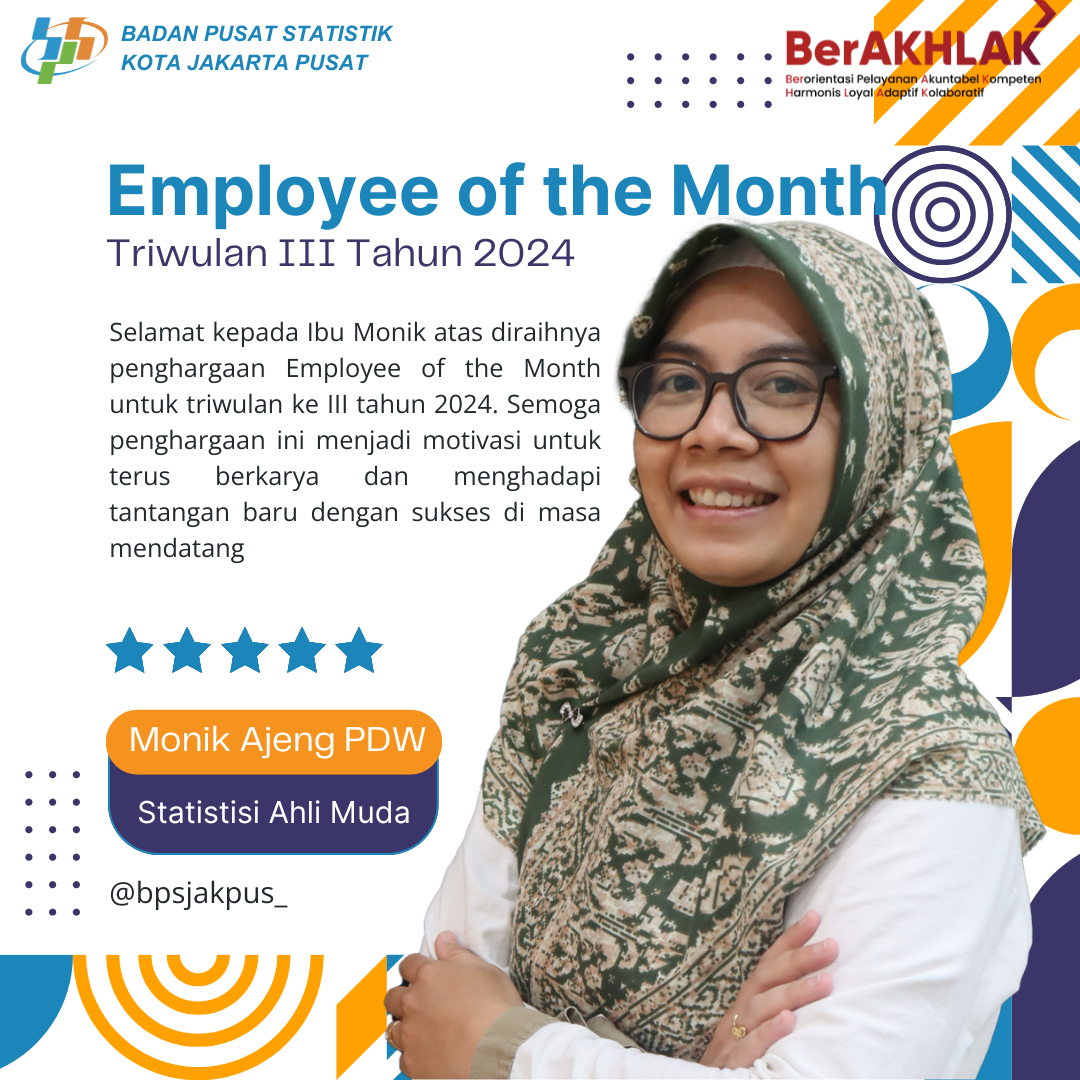 BADAN PUSAT STATISTIK
KOTA JAKARTA PUSAT
BerAKHLAK
Berorientasi Pelayanan Akuntabel Kompeten
Harmonis Loyal Adaptif Kolaboratif
Employee of the Month
Triwulan III Tahun 2024
Selamat kepada Ibu Monik atas diraihnya
penghargaan Employee of the Month
untuk triwulan ke III tahun 2024. Semoga
penghargaan ini menjadi motivasi untuk
terus berkarya dan menghadapi
tantangan baru dengan sukses di masa
mendatang
Monik Ajeng PDW
Statistisi Ahli Muda
@bpsjakpus_